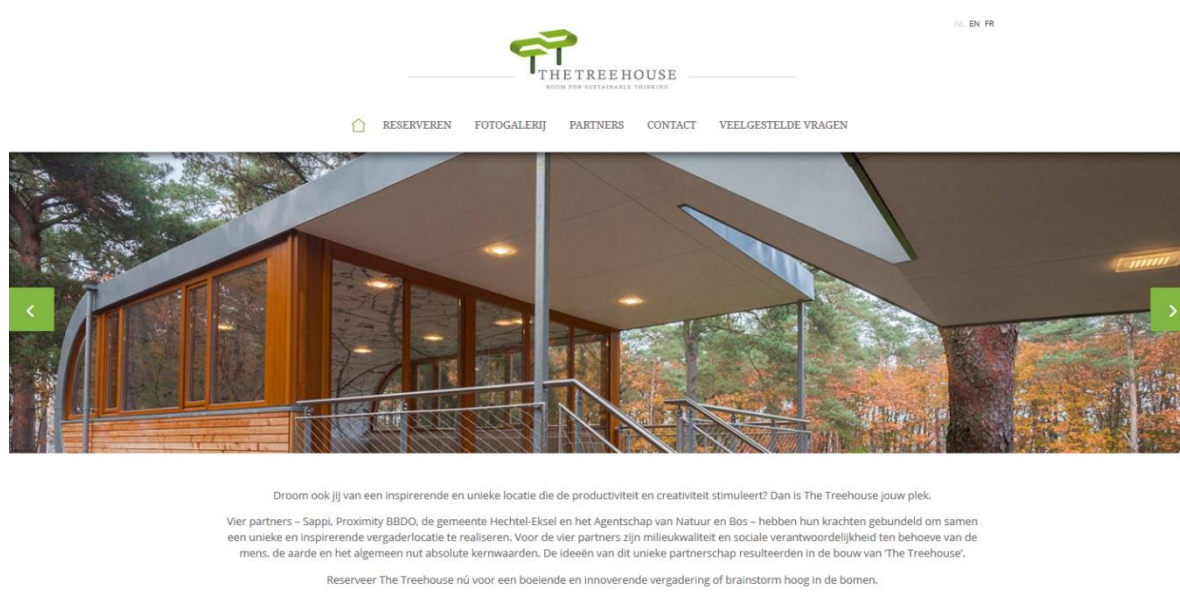 NL EN FR
THE TREEHOUSE
ROOM FOR SUSTAINABLE THINKING
RESERVEREN FOTOGALERIJ PARTNERS CONTACT VEELGESTELDE VRAGEN
Droom ook jij van een inspirerende en unieke locatie die de productiviteit en creativiteit stimuleert? Dan is The Treehouse jouw plek.
Vier partners – Sappi, Proximity BBDO, de gemeente Hechtel-Eksel en het Agentschap van Natuur en Bos – hebben hun krachten gebundeld om samen
een unieke en inspirerende vergaderlocatie te realiseren. Voor de vier partners zijn milieukwaliteit en sociale verantwoordelijkheid ten behoeve van de
mens, de aarde en het algemeen nut absolute kernwaarden. De ideeën van dit unieke partnerschap resulteerden in de bouw van ‘The Treehouse’.
Reserveer The Treehouse nú voor een boeiende en innoverende vergadering of brainstorm hoog in de bomen.